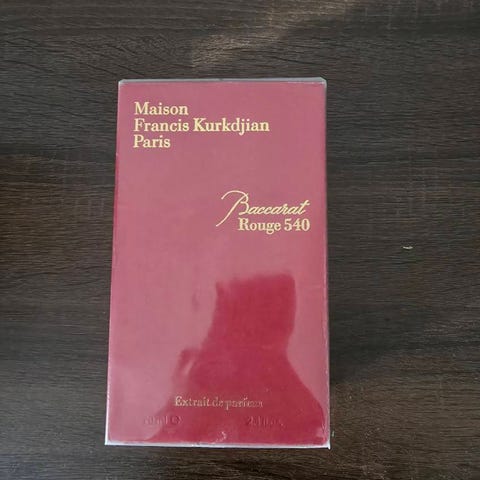 Maison
Francis Kurkdjian
Paris
Baccarat
Rouge 540
Extrait de parfum